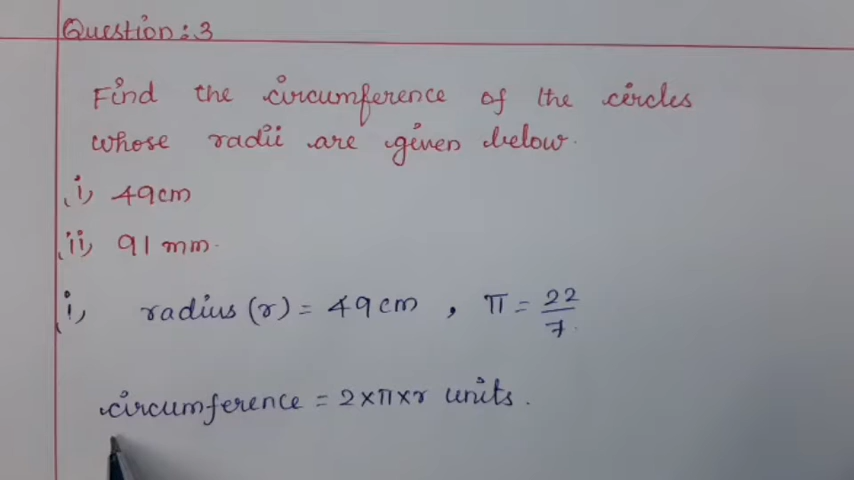 Question: 3
Find the circumference of the circles
whose radii are given below.
(i) 49cm
(ii) 91 mm.
(i) radius (r) = 49cm , π = 22/7.
circumference = 2×π×r units.